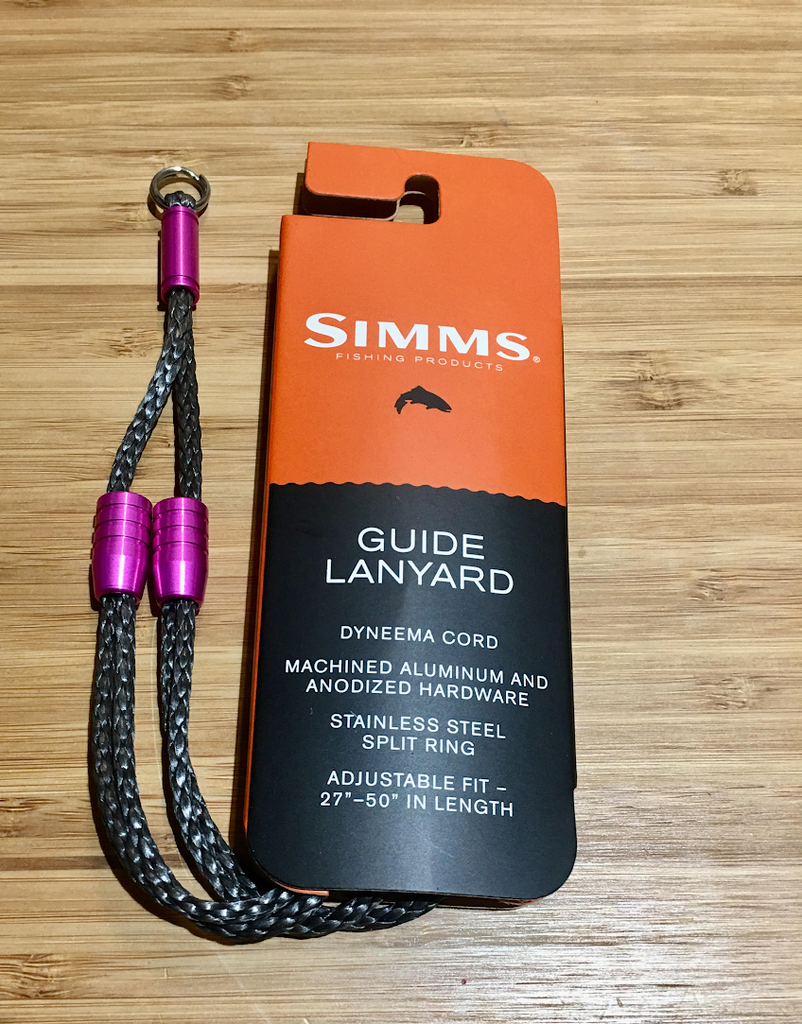 SIMMS®
FISHING PRODUCTS
GUIDE
LANYARD
DYNEEMA CORD
MACHINED ALUMINUM AND
ANODIZED HARDWARE
STAINLESS STEEL
SPLIT RING
ADJUSTABLE FIT –
27”–50” IN LENGTH